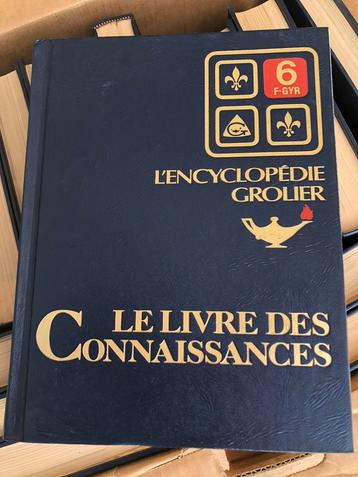 6
F-GYR
L'ENCYCLOPÉDIE
GROLIER
LE LIVRE DES
CONNAISSANCES